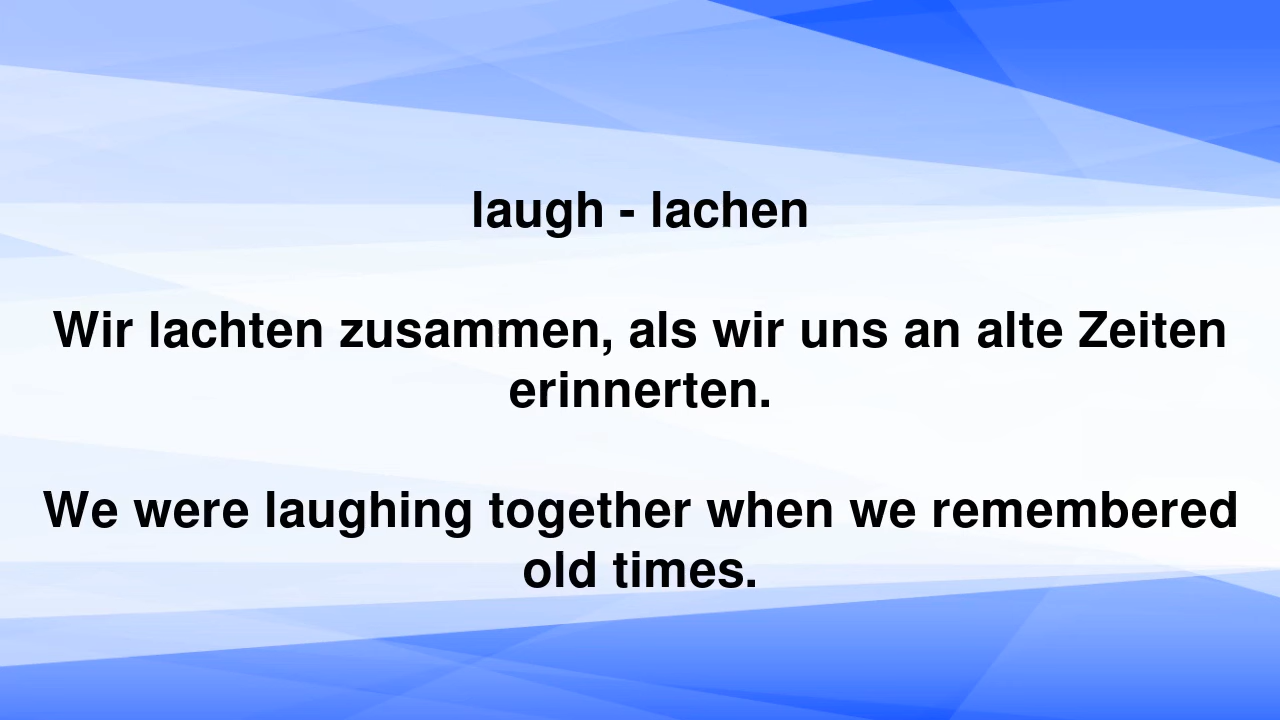 laugh - lachen
Wir lachten zusammen, als wir uns an alte Zeiten
erinnerten.
We were laughing together when we remembered
old times.